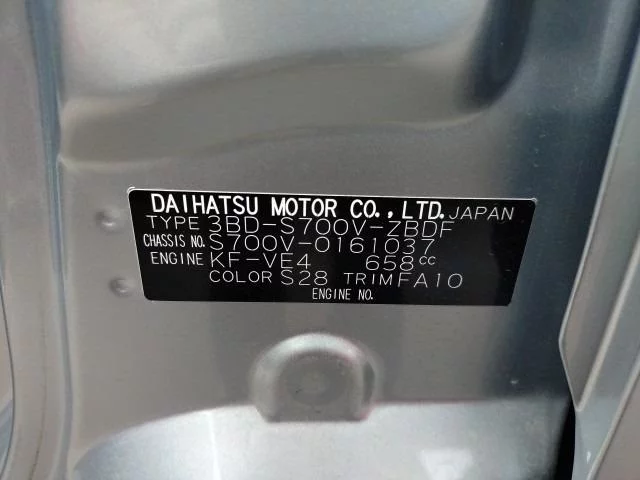 DAIHATSU MOTOR CO.,LTD. JAPAN
TYPE 3BD-S700V-ZBDF
CHASSIS NO. S700V-0161037
ENGINE KF-VE4 658cc
COLOR S28 TRIM FA10
ENGINE NO.